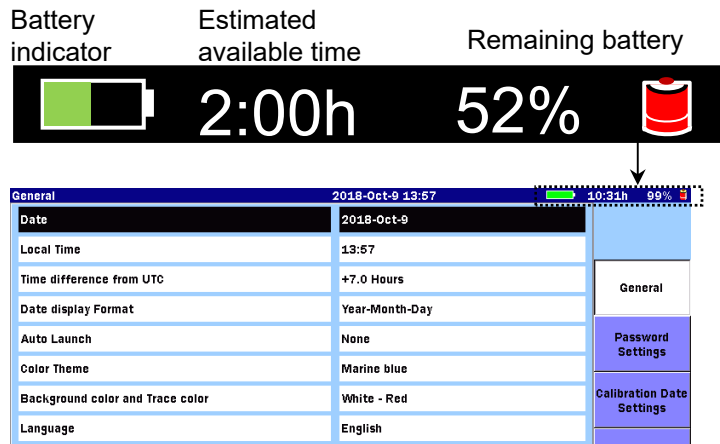 Battery indicator
Estimated available time
Remaining battery
2:00h 52%
General 2018-Oct-9 13:57 10:31h 99%
Date 2018-Oct-9
Local Time 13:57
Time difference from UTC +7.0 Hours
General
Date display Format Year-Month-Day
Auto Launch None
Password Settings
Color Theme Marine blue
Background color and Trace color White - Red
Calibration Date Settings
Language English